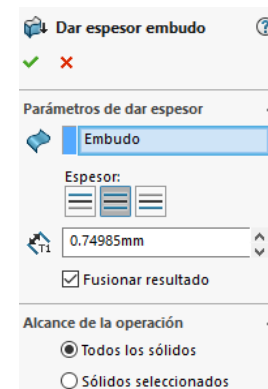 Dar espesor embudo
Parámetros de dar espesor
Embudo
Espesor:
T1
0.74985mm
Fusionar resultado
Alcance de la operación
Todos los sólidos
Sólidos seleccionados